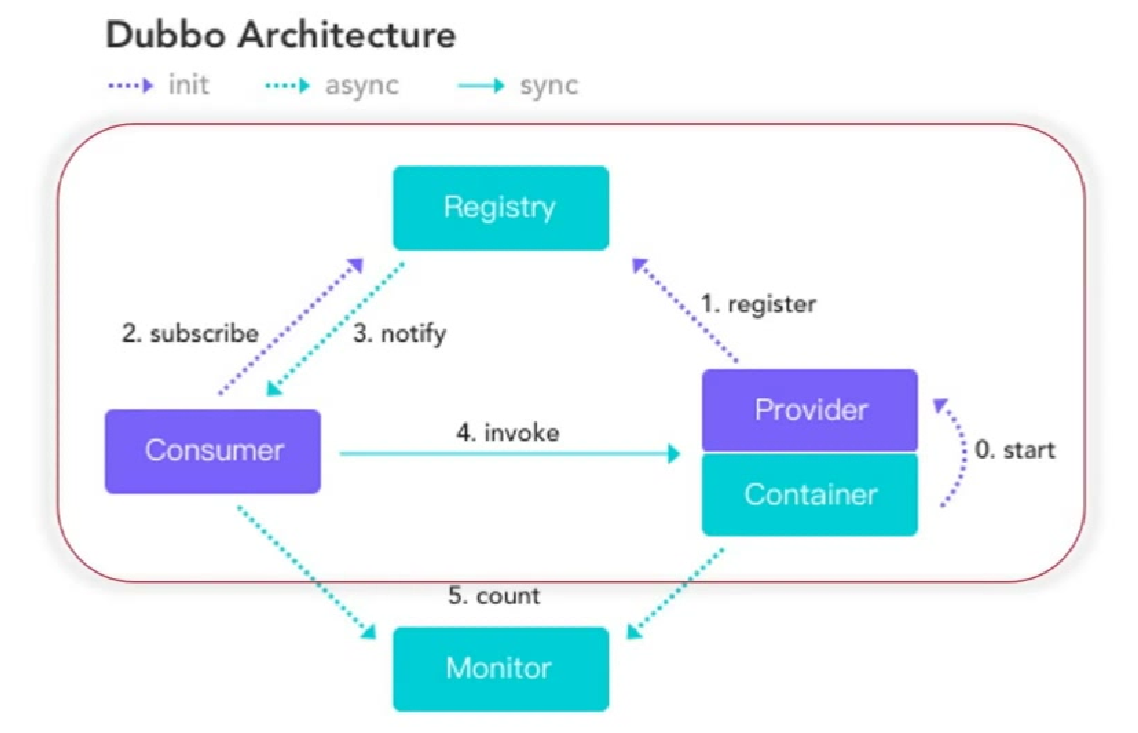 Dubbo Architecture
init async sync
Registry
1. register
2. subscribe 3. notify
Provider
4. invoke
Consumer
0. start
Container
5. count
Monitor